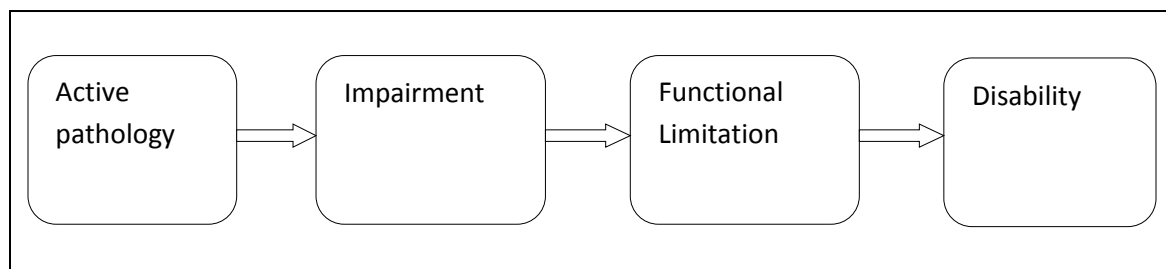 Active
pathology
Impairment
Functional
Limitation
Disability